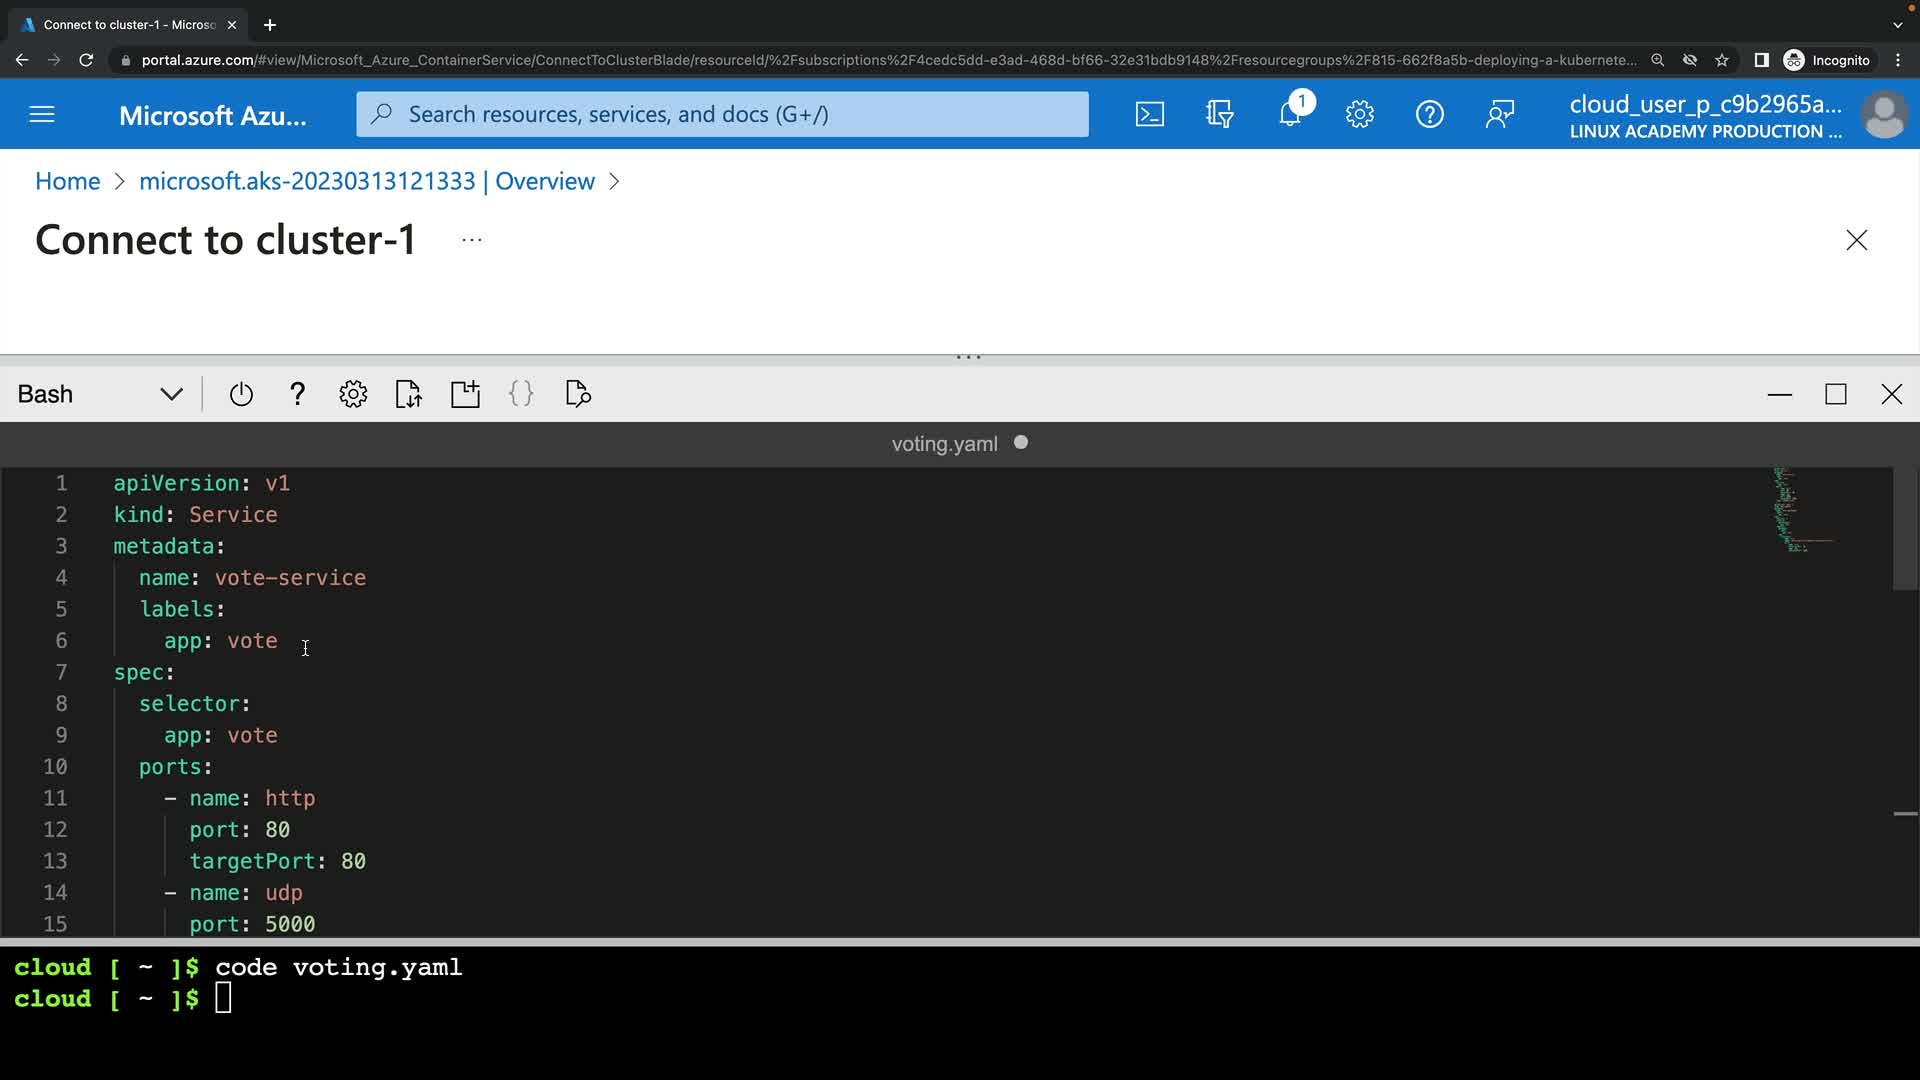 Connect to cluster-1 - Microso
portal.azure.com/#view/Microsoft_Azure_ContainerService/ConnectToClusterBlade/resourceId/%2Fsubscriptions%2F4cedc5dd-e3ad-468d-bf66-32e31bdb9148%2Fresourcegroups%2F815-662f8a5b-deploying-a-kubernete...
Incognito
Microsoft Azu...
Search resources, services, and docs (G+/)
1
cloud_user_p_c9b2965a...
LINUX ACADEMY PRODUCTION ...
Home > microsoft.aks-20230313121333 | Overview >
Connect to cluster-1 ...
Bash
voting.yaml
1 apiVersion: v1
2 kind: Service
3 metadata:
4 name: vote-service
5 labels:
6 app: vote
7 spec:
8 selector:
9 app: vote
10 ports:
11 - name: http
12 port: 80
13 targetPort: 80
14 - name: udp
15 port: 5000
cloud [ ~ ]$ code voting.yaml
cloud [ ~ ]$